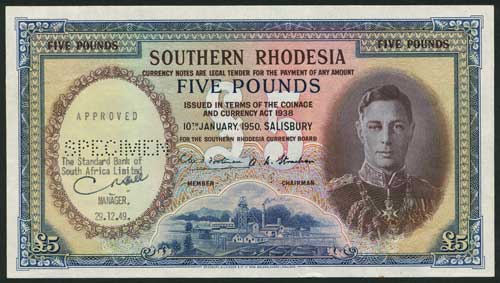 FIVE POUNDS
FIVE POUNDS
SOUTHERN RHODESIA
CURRENCY NOTES ARE LEGAL TENDER FOR THE PAYMENT OF ANY AMOUNT
FIVE POUNDS
ISSUED IN TERMS OF THE COINAGE
AND CURRENCY ACT 1938
10TH JANUARY, 1950, SALISBURY
FOR THE SOUTHERN RHODESIA CURRENCY BOARD
MEMBER
CHAIRMAN
APPROVED
SPECIMEN
The Standard Bank of
South Africa Limited
MANAGER.
29.12.49.
£5
£5